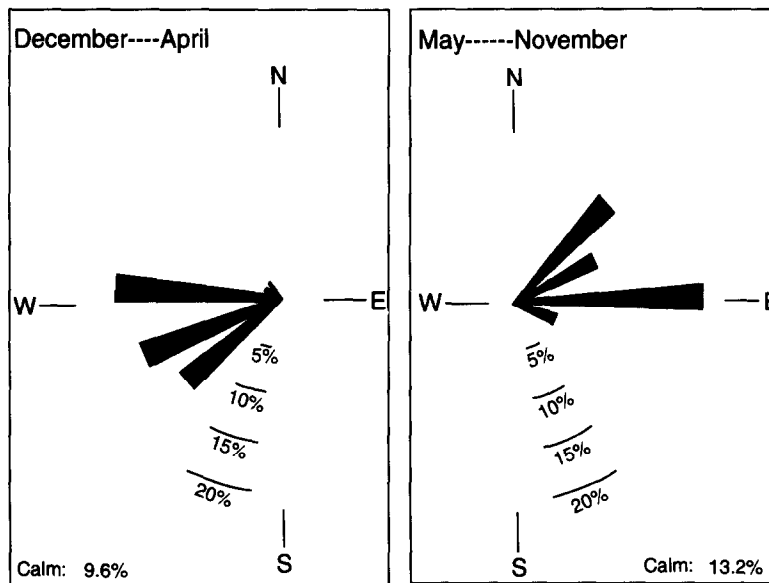 December----April
N
W
E
5%
10%
15%
20%
S
Calm: 9.6%
May------November
N
W
E
5%
10%
15%
20%
S
Calm: 13.2%